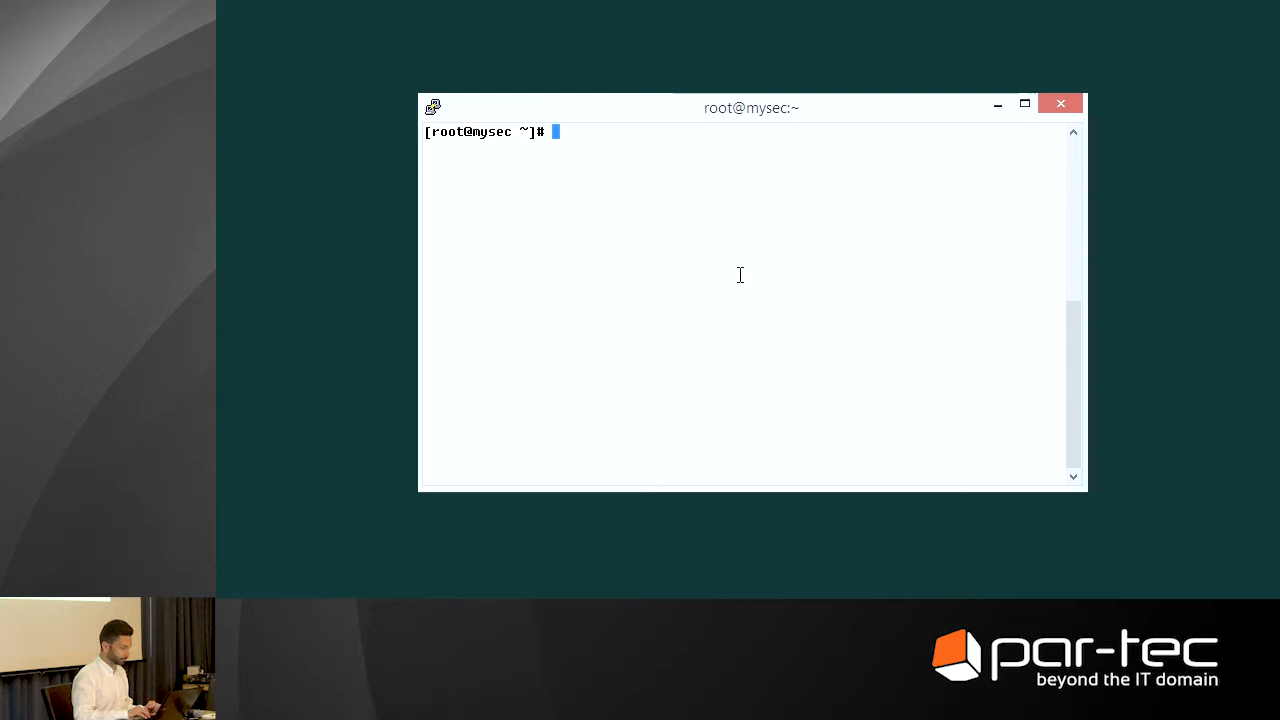 root@mysec:~
[root@mysec ~]#
par-tec
beyond the IT domain